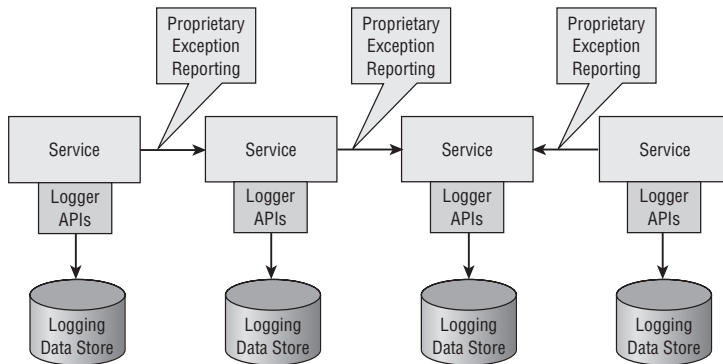 Proprietary
Exception
Reporting
Proprietary
Exception
Reporting
Proprietary
Exception
Reporting
Service
Service
Service
Service
Logger
APIs
Logger
APIs
Logger
APIs
Logger
APIs
Logging
Data Store
Logging
Data Store
Logging
Data Store
Logging
Data Store